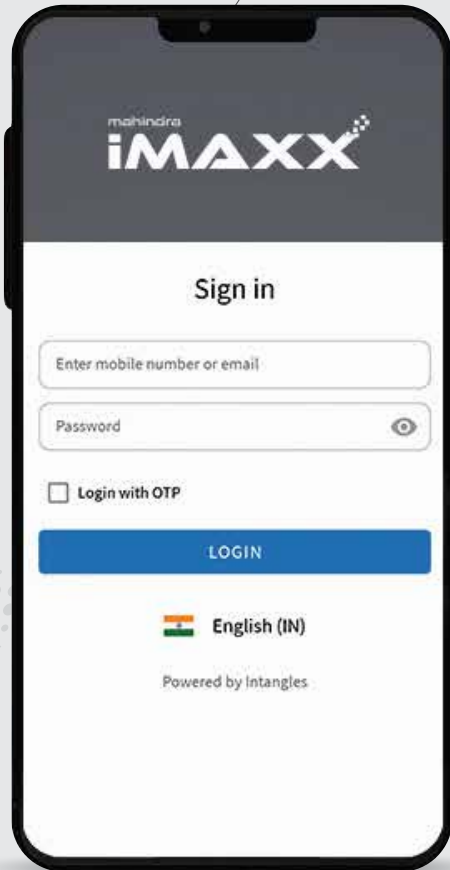 mahindra
iMAXX
Sign in
Enter mobile number or email
Password
Login with OTP
LOGIN
English (IN)
Powered by Intangles